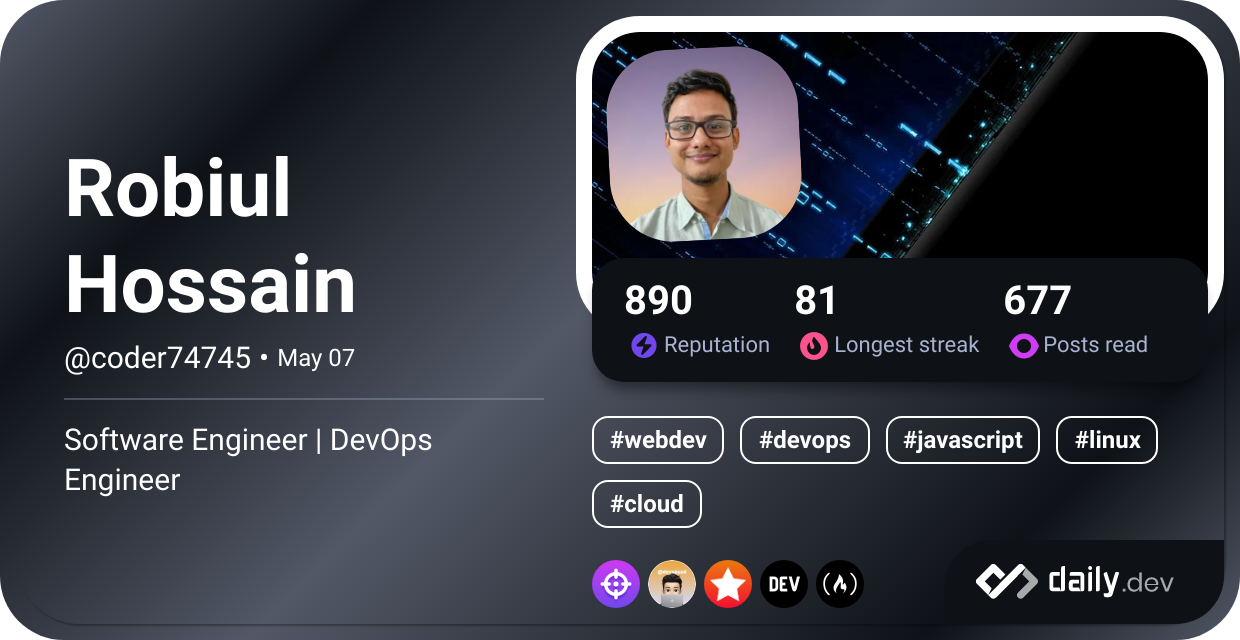 Robiul
Hossain
@coder74745 • May 07
Software Engineer | DevOps
Engineer
890 81 677
Reputation Longest streak Posts read
#webdev #devops #javascript #linux
#cloud
DEV
daily.dev